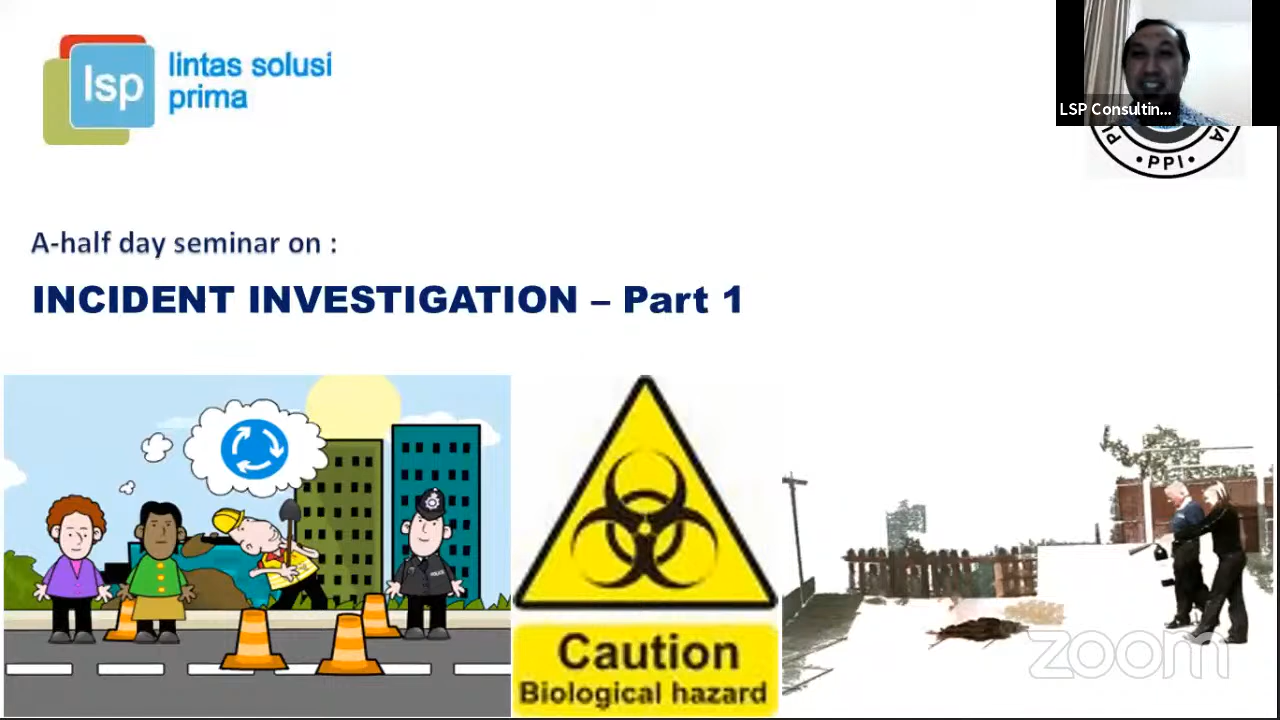 lsp
lintas solusi
prima
LSP Consultin...
•PPI•
A-half day seminar on :
INCIDENT INVESTIGATION – Part 1
POLICE
Caution
Biological hazard
zoom